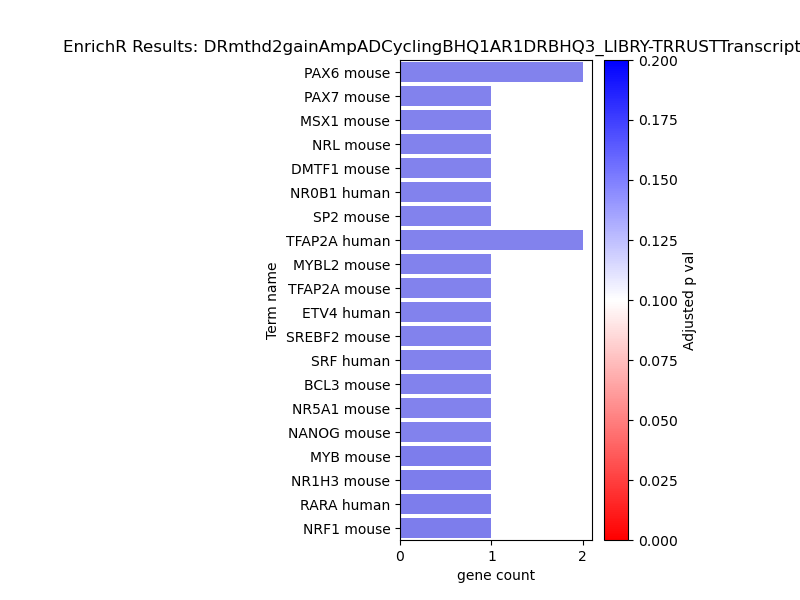 EnrichR Results: DRmthd2gainAmpADCyclingBHQ1AR1DRBHQ3_LIBRY-TRRUSTTranscript
PAX6 mouse
PAX7 mouse
MSX1 mouse
NRL mouse
DMTF1 mouse
NR0B1 human
SP2 mouse
TFAP2A human
MYBL2 mouse
TFAP2A mouse
ETV4 human
SREBF2 mouse
SRF human
BCL3 mouse
NR5A1 mouse
NANOG mouse
MYB mouse
NR1H3 mouse
RARA human
NRF1 mouse
Term name
0 1 2
gene count
0.200
0.175
0.150
0.125
0.100
0.075
0.050
0.025
0.000
Adjusted p val